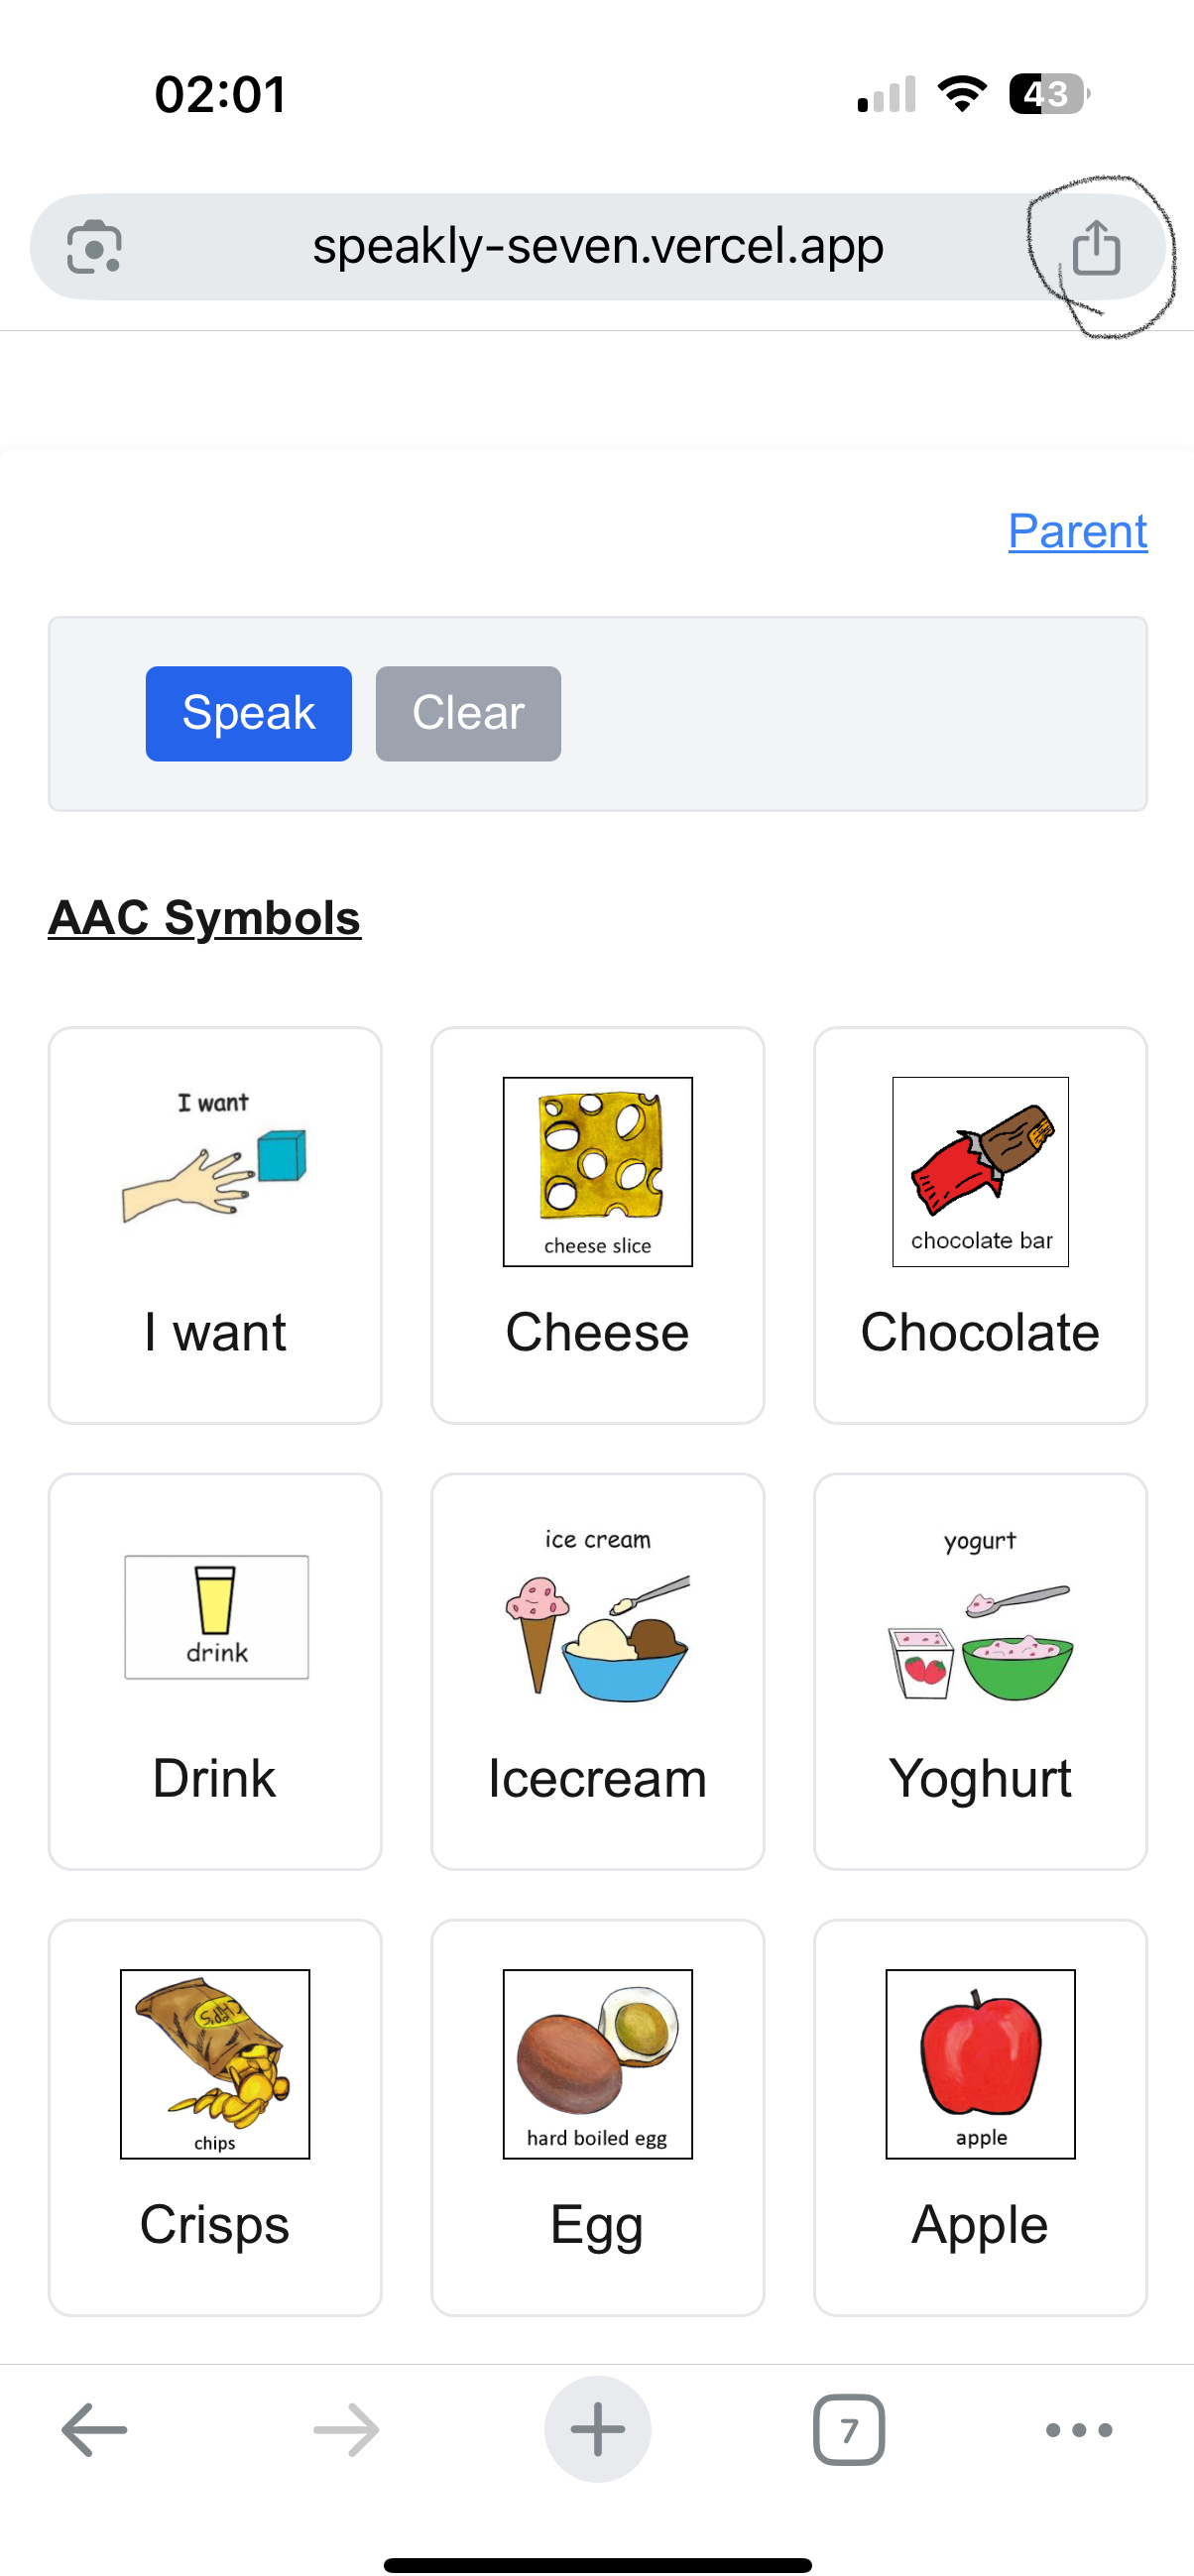 02:01
43
speakly-seven.vercel.app
Parent
Speak Clear
AAC Symbols
I want
cheese slice
chocolate bar
I want Cheese Chocolate
drink
ice cream
yogurt
Drink Icecream Yoghurt
chips
chips
hard boiled egg
apple
Crisps Egg Apple
7